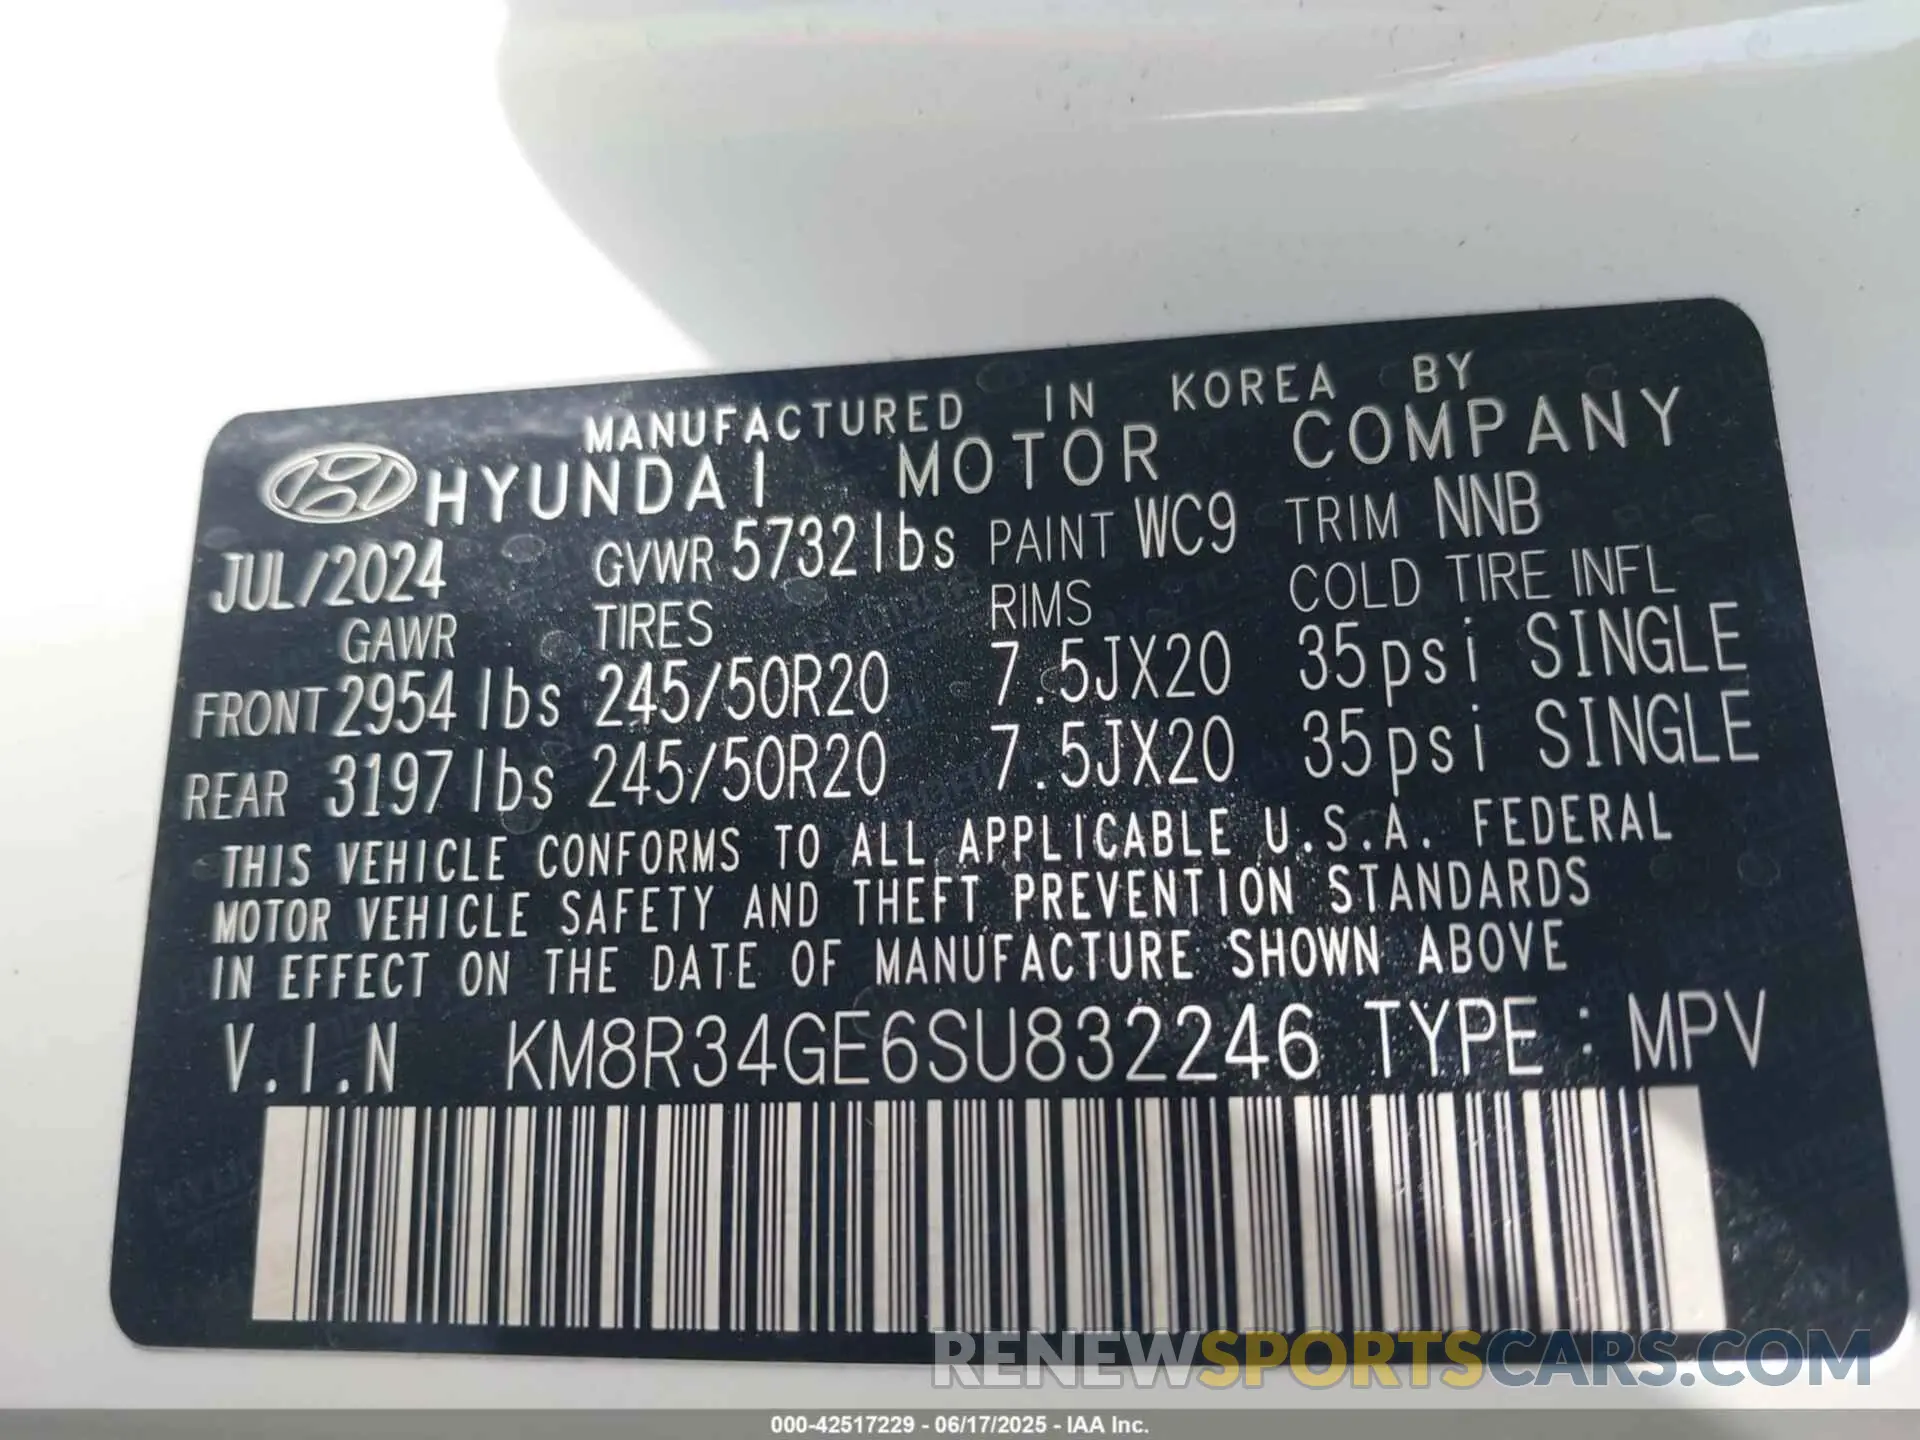 MANUFACTURED IN KOREA BY
HYUNDAI MOTOR COMPANY
JUL/2024 GVWR 5732lbs PAINT WC9 TRIM NNB
GAWR TIRES RIMS COLD TIRE INFL
FRONT 2954lbs 245/50R20 7.5JX20 35psi SINGLE
REAR 3197lbs 245/50R20 7.5JX20 35psi SINGLE
THIS VEHICLE CONFORMS TO ALL APPLICABLE U.S.A. FEDERAL
MOTOR VEHICLE SAFETY AND THEFT PREVENTION STANDARDS
IN EFFECT ON THE DATE OF MANUFACTURE SHOWN ABOVE
V.I.N KM8R34GE6SU832246 TYPE : MPV
RENEWSPORTSCARS.COM
000-42517229 - 06/17/2025 - IAA Inc.